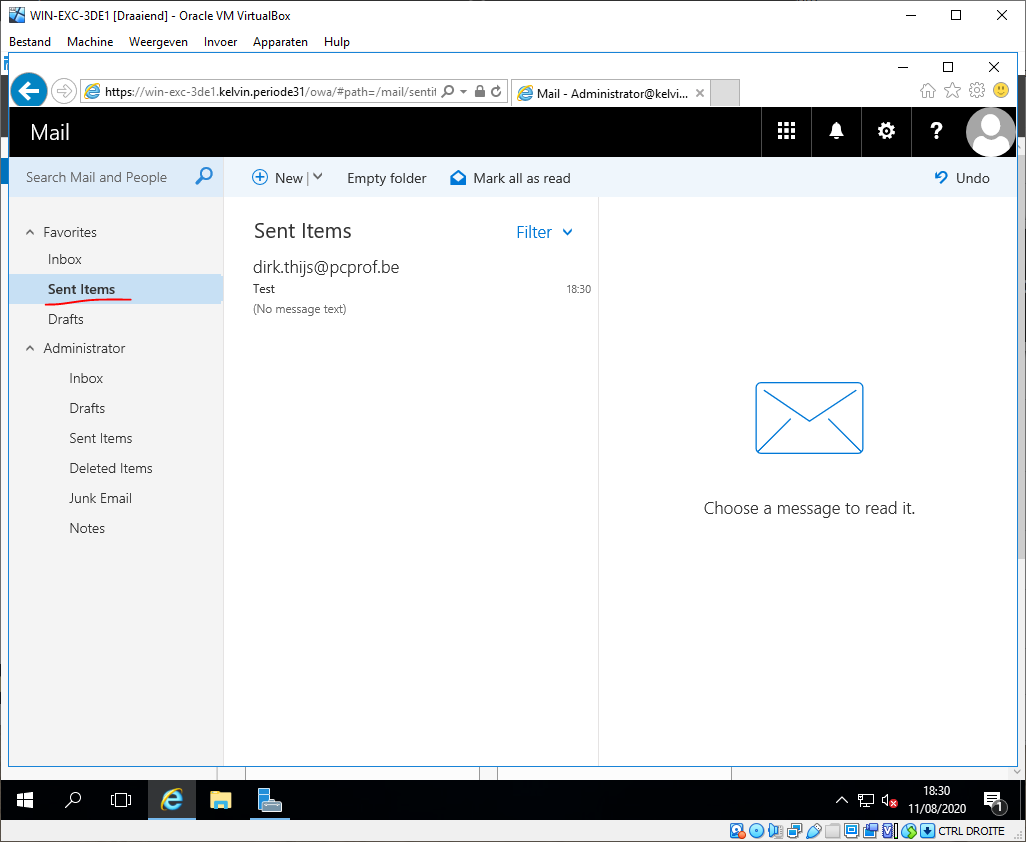 WIN-EXC-3DE1 [Draaiend] - Oracle VM VirtualBox
Bestand Machine Weergeven Invoer Apparaten Hulp
https://win-exc-3de1.kelvin.periode31/owa/#path=/mail/sentit
Mail - Administrator@kelvi...
Mail
Search Mail and People
New
Empty folder
Mark all as read
Undo
Favorites
Inbox
Sent Items
Drafts
Administrator
Inbox
Drafts
Sent Items
Deleted Items
Junk Email
Notes
Sent Items
Filter
dirk.thijs@pcprof.be
Test 18:30
(No message text)
Choose a message to read it.
18:30
11/08/2020
1
CTRL DROITE